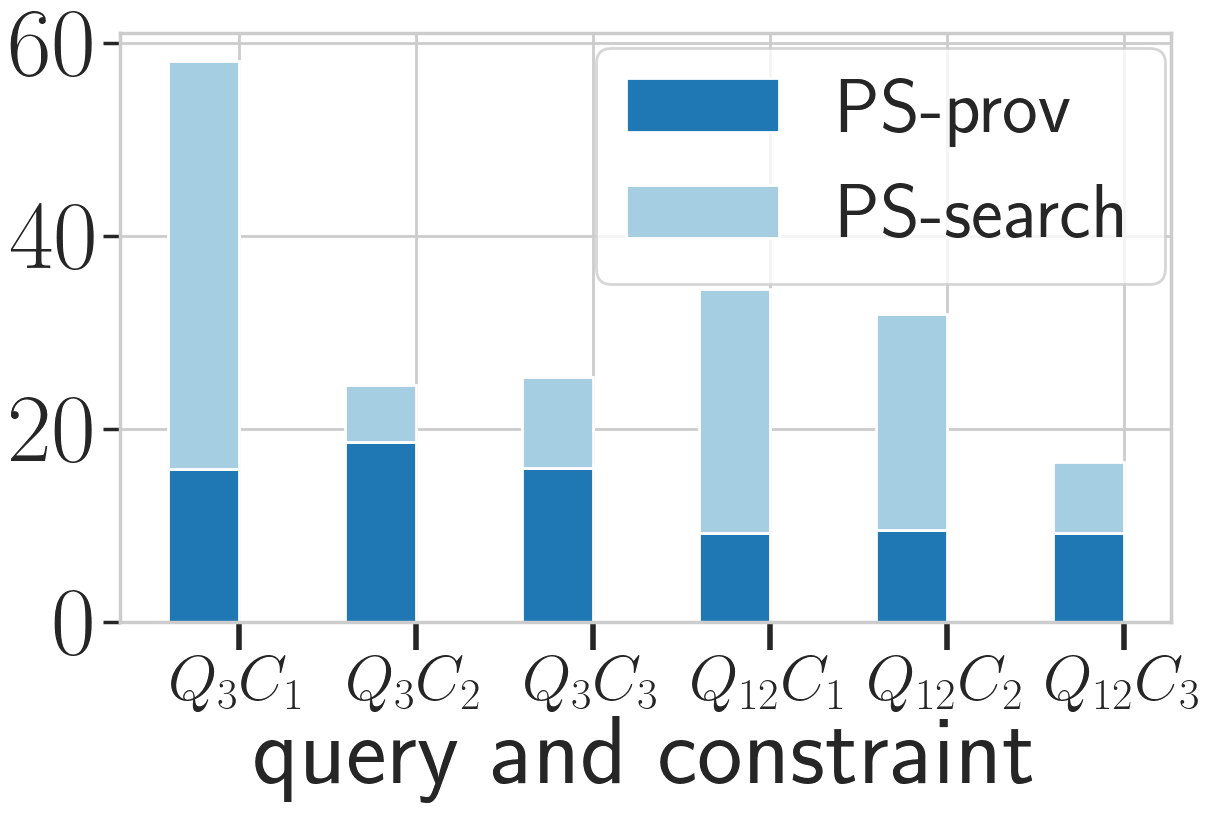 60
40
20
0
PS-prov
PS-search
Q₃C₁ Q₃C₂ Q₃C₃ Q₁₂C₁ Q₁₂C₂ Q₁₂C₃
query and constraint